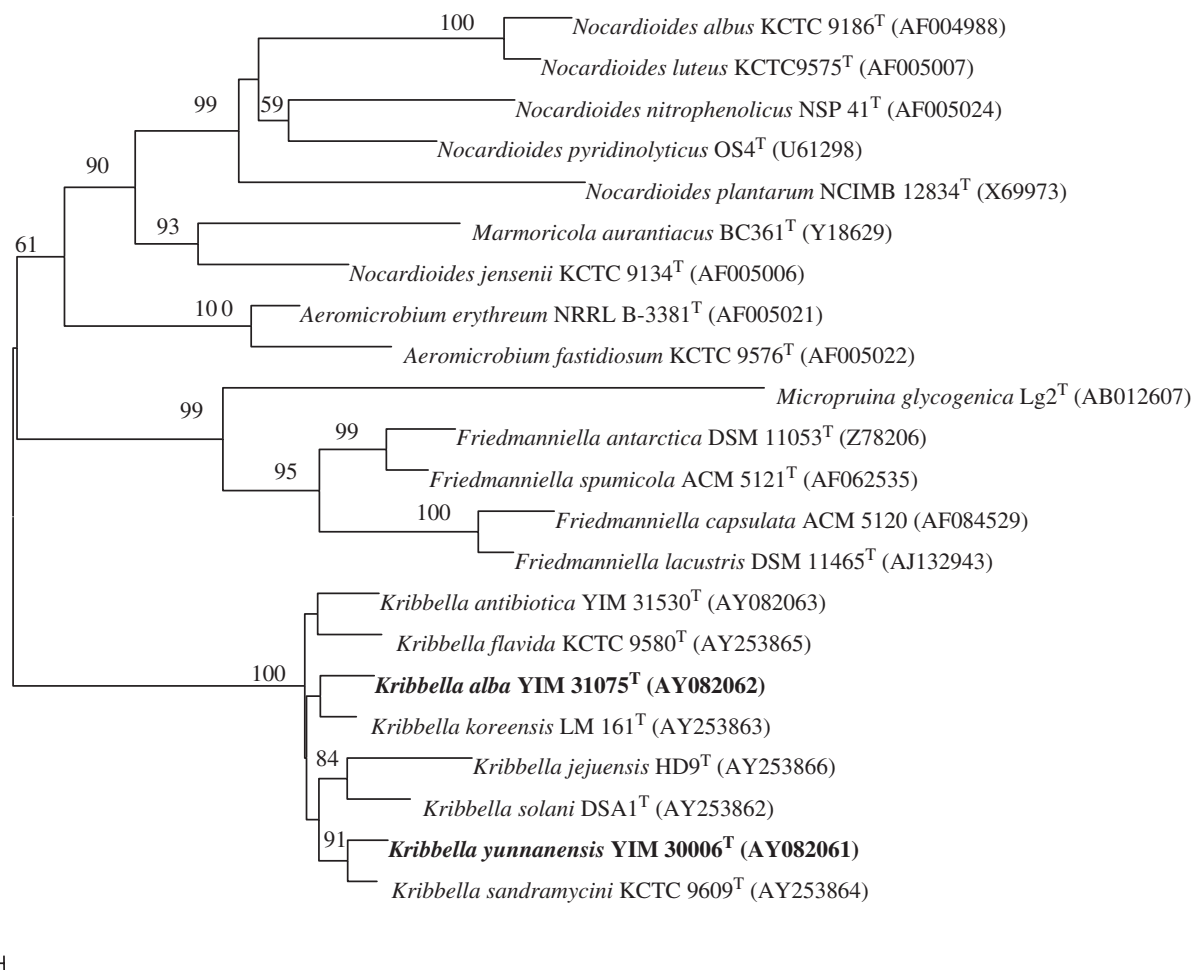 100
Nocardioides albus KCTC 9186T (AF004988)
Nocardioides luteus KCTC9575T (AF005007)
99
59
Nocardioides nitrophenolicus NSP 41T (AF005024)
Nocardioides pyridinolyticus OS4T (U61298)
90
Nocardioides plantarum NCIMB 12834T (X69973)
93
Marmoricola aurantiacus BC361T (Y18629)
61
Nocardioides jensenii KCTC 9134T (AF005006)
100
Aeromicrobium erythreum NRRL B-3381T (AF005021)
Aeromicrobium fastidiosum KCTC 9576T (AF005022)
Micropruina glycogenica Lg2T (AB012607)
99
99
Friedmanniella antarctica DSM 11053T (Z78206)
95
Friedmanniella spumicola ACM 5121T (AF062535)
100
Friedmanniella capsulata ACM 5120 (AF084529)
Friedmanniella lacustris DSM 11465T (AJ132943)
Kribbella antibiotica YIM 31530T (AY082063)
Kribbella flavida KCTC 9580T (AY253865)
100
Kribbella alba YIM 31075T (AY082062)
Kribbella koreensis LM 161T (AY253863)
84
Kribbella jejuensis HD9T (AY253866)
Kribbella solani DSA1T (AY253862)
91
Kribbella yunnanensis YIM 30006T (AY082061)
Kribbella sandramycini KCTC 9609T (AY253864)